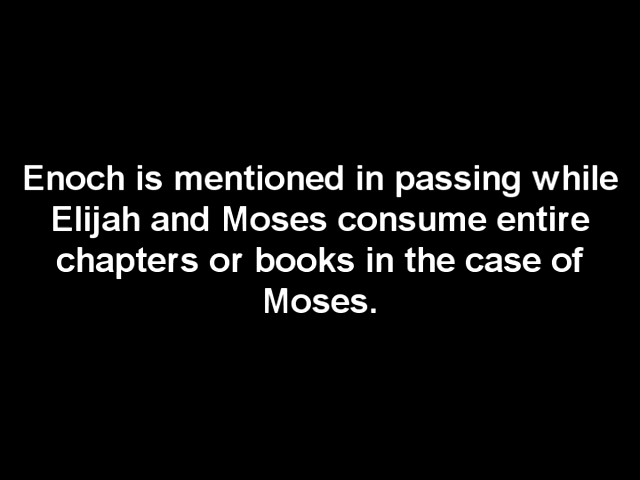 Enoch is mentioned in passing while
Elijah and Moses consume entire
chapters or books in the case of
Moses.